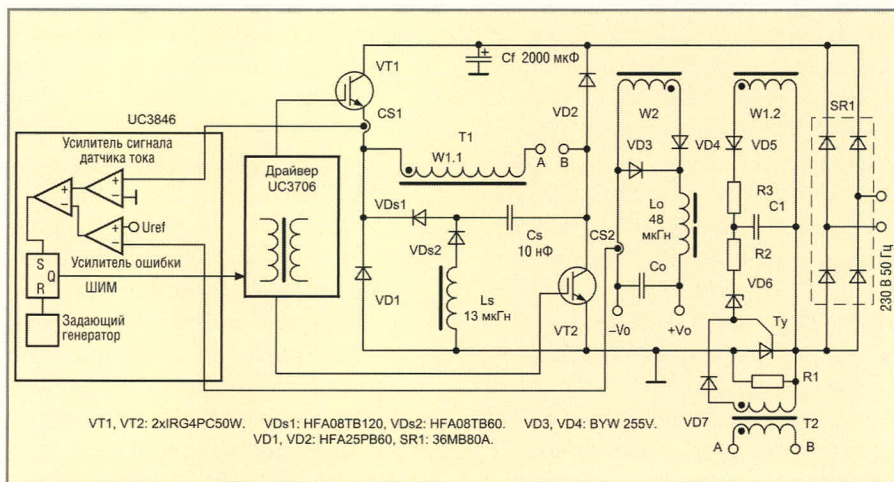 UC3846
Усилитель сигнала
датчика тока
Uref
Усилитель ошибки
ШИМ
S
Q
R
Задающий
генератор
Драйвер
UC3706
VT1
CS1
Cf 2000 мкФ
T1
W1.1
A
B
VD2
VDs1
VDs2
Cs
10 нФ
Ls
13 мкГн
VD1
VT2
CS2
W2
VD3
VD4
Lo
48
мкГн
Co
–Vo
+Vo
W1.2
VD5
R3
C1
R2
VD6
Ty
R1
VD7
T2
A
B
SR1
230 В 50 Гц
VT1, VT2: 2xIRG4PC50W. VDs1: HFA08TB120, VDs2: HFA08TB60. VD3, VD4: BYW 255V.
VD1, VD2: HFA25PB60, SR1: 36MB80A.